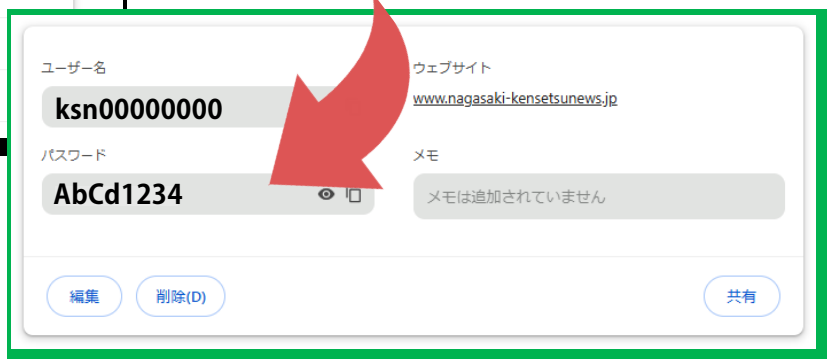 ユーザー名
ksn00000000
ウェブサイト
www.nagasaki-kensetsunews.jp
パスワード
AbCd1234
メモ
メモは追加されていません
編集
削除(D)
共有